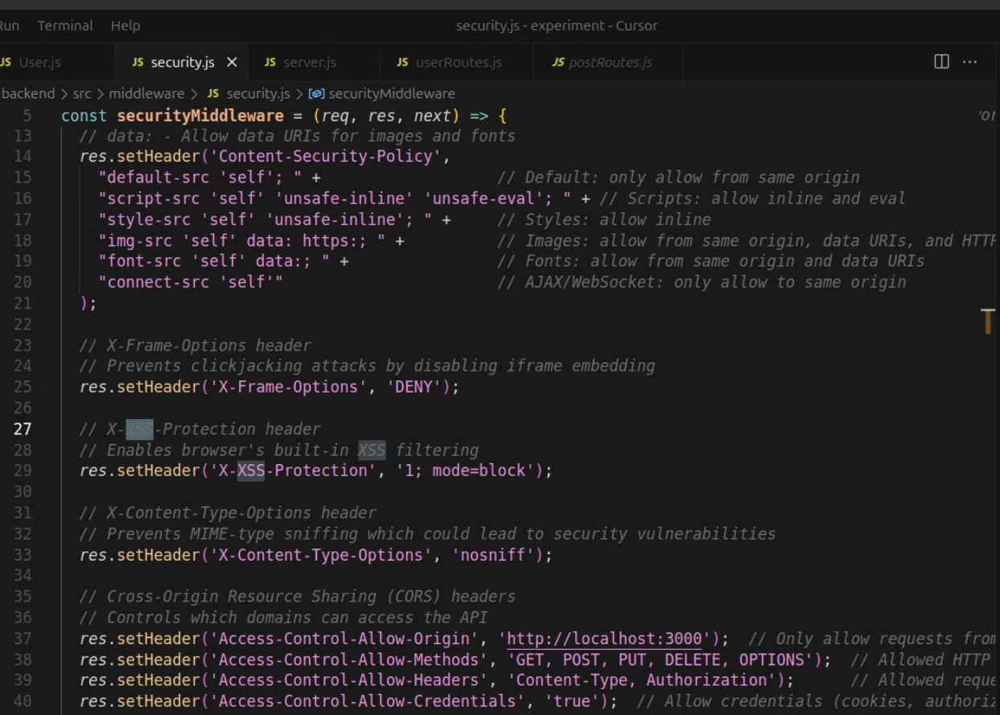 Run Terminal Help security.js - experiment - Cursor
JS User.js JS security.js × JS server.js JS userRoutes.js JS postRoutes.js ···
backend > src > middleware > JS security.js > securityMiddleware
5 const securityMiddleware = (req, res, next) => {
13 // data: - Allow data URIs for images and fonts
14 res.setHeader('Content-Security-Policy',
15 "default-src 'self'; " + // Default: only allow from same origin
16 "script-src 'self' 'unsafe-inline' 'unsafe-eval'; " + // Scripts: allow inline and eval
17 "style-src 'self' 'unsafe-inline'; " + // Styles: allow inline
18 "img-src 'self' data: https:; " + // Images: allow from same origin, data URIs, and HTTP
19 "font-src 'self' data:; " + // Fonts: allow from same origin and data URIs
20 "connect-src 'self'" // AJAX/WebSocket: only allow to same origin
21 );
22
23 // X-Frame-Options header
24 // Prevents clickjacking attacks by disabling iframe embedding
25 res.setHeader('X-Frame-Options', 'DENY');
26
27 // X-XSS-Protection header
28 // Enables browser's built-in XSS filtering
29 res.setHeader('X-XSS-Protection', '1; mode=block');
30
31 // X-Content-Type-Options header
32 // Prevents MIME-type sniffing which could lead to security vulnerabilities
33 res.setHeader('X-Content-Type-Options', 'nosniff');
34
35 // Cross-Origin Resource Sharing (CORS) headers
36 // Controls which domains can access the API
37 res.setHeader('Access-Control-Allow-Origin', 'http://localhost:3000'); // Only allow requests from
38 res.setHeader('Access-Control-Allow-Methods', 'GET, POST, PUT, DELETE, OPTIONS'); // Allowed HTTP
39 res.setHeader('Access-Control-Allow-Headers', 'Content-Type, Authorization'); // Allowed reque
40 res.setHeader('Access-Control-Allow-Credentials', 'true'); // Allow credentials (cookies, authoriz